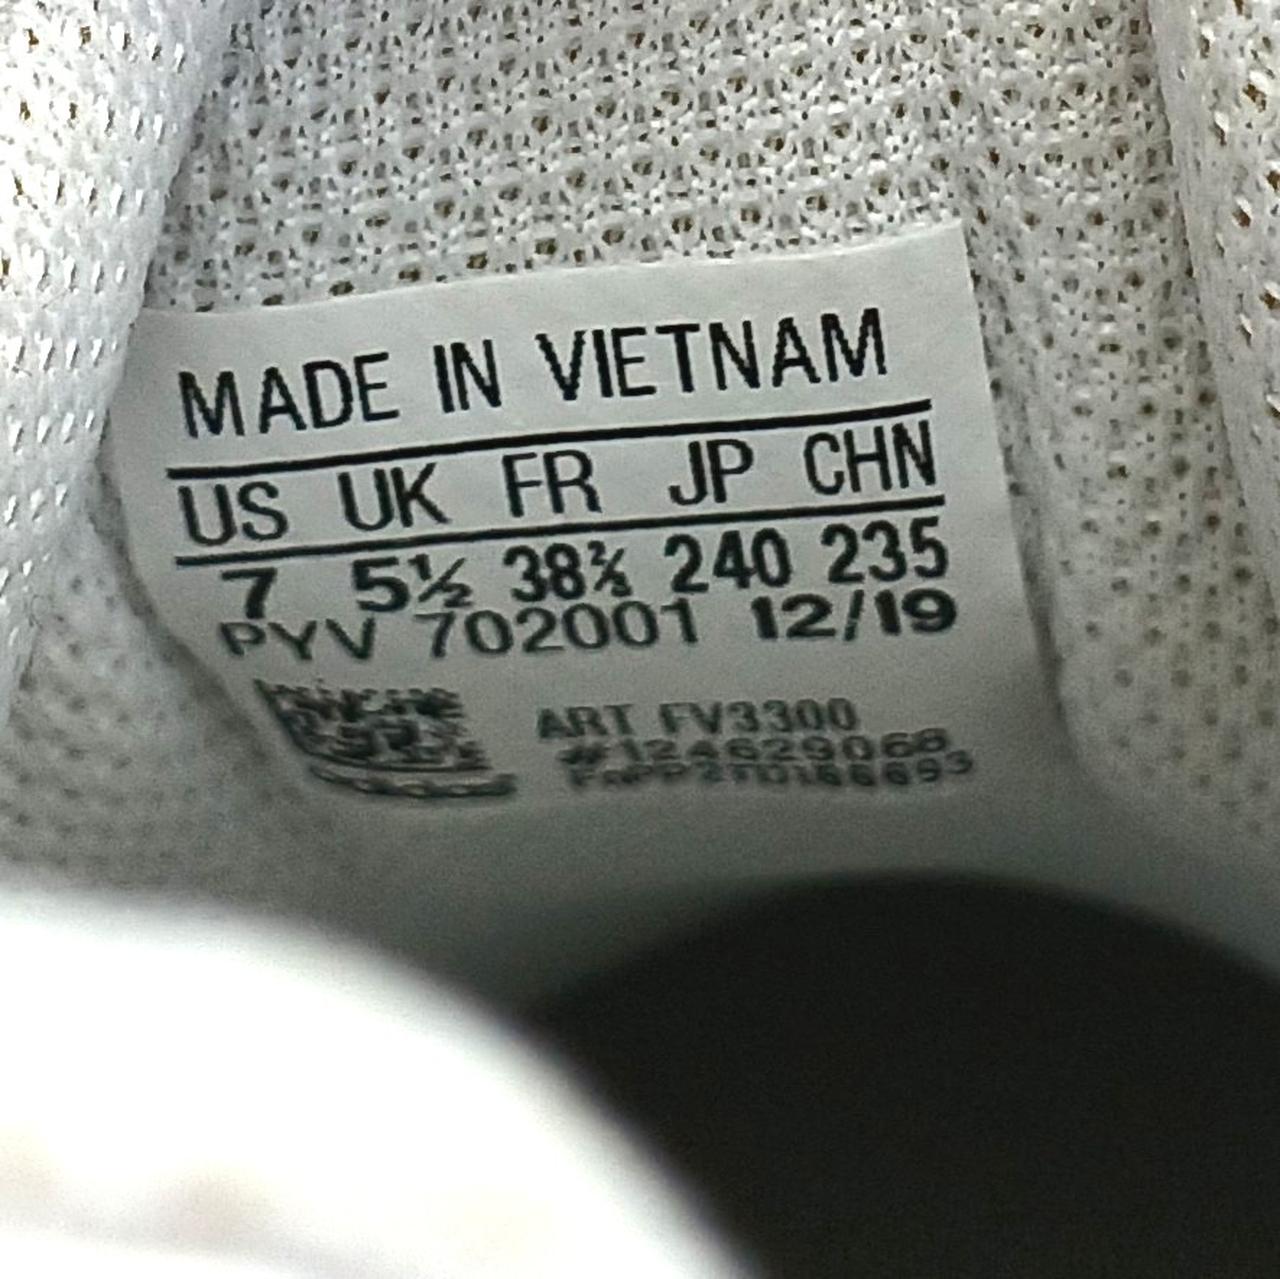 MADE IN VIETNAM
US UK FR JP CHN
7 5½ 38⅔ 240 235
PYV 702001 12/19
ART FV3300
#124629068